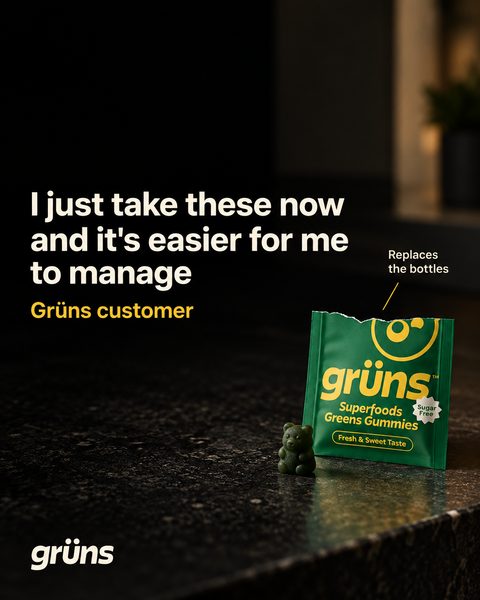 I just take these now
and it's easier for me
to manage
Grüns customer
Replaces
the bottles
grüns™
Sugar
Free
Superfoods
Greens Gummies
Fresh & Sweet Taste
grüns